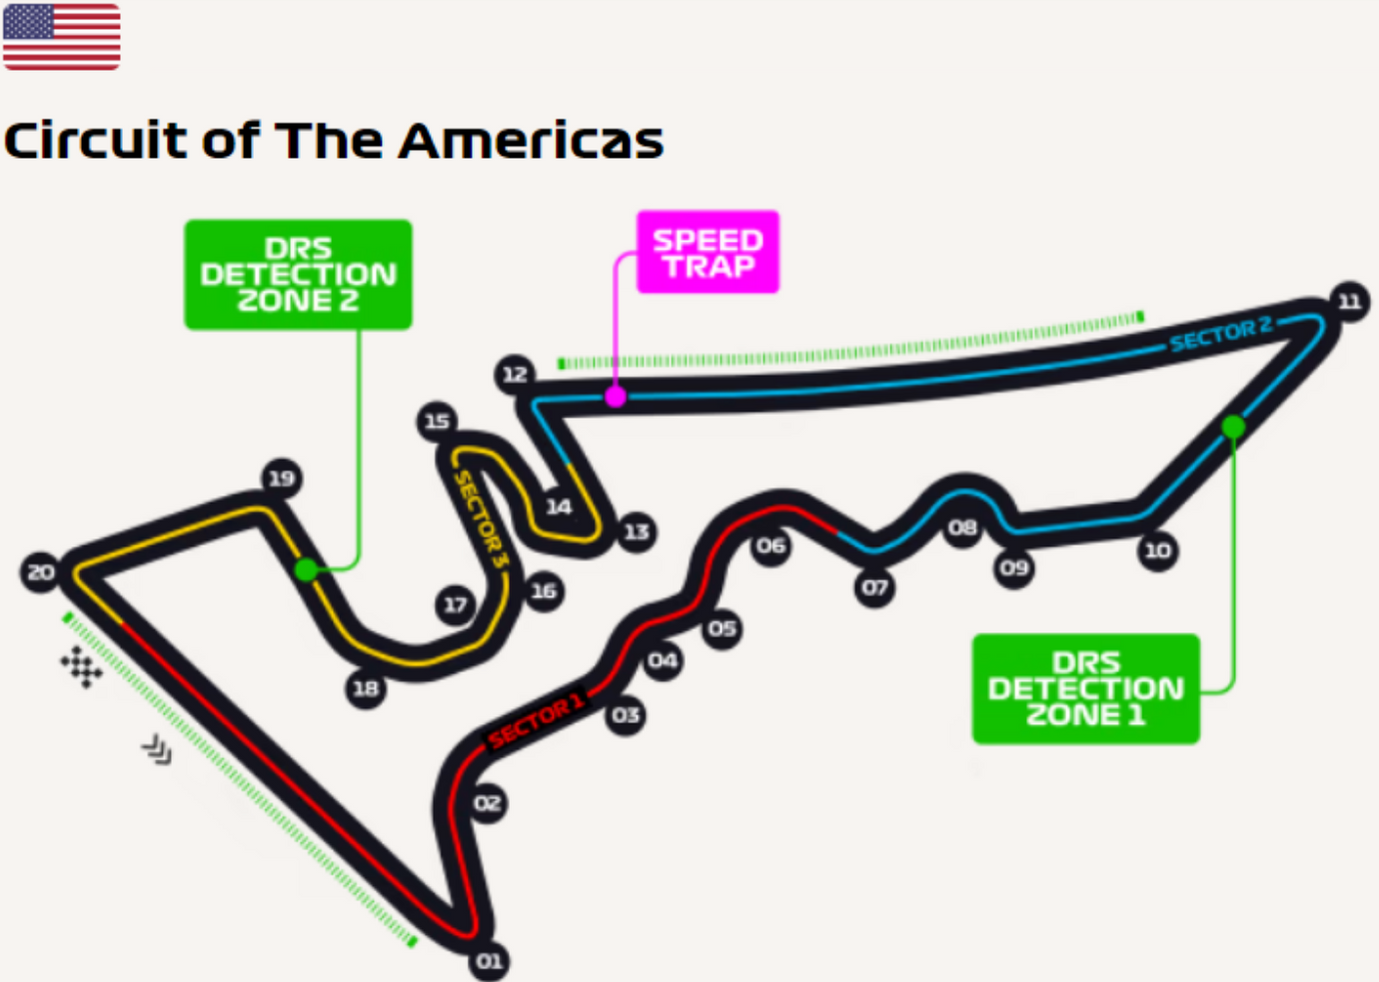 Circuit of The Americas
DRS
DETECTION
ZONE 2
SPEED
TRAP
11
SECTOR 2
12
15
SECTOR 3
19
14
13
20
06
08
10
07
09
16
17
05
04
18
03
SECTOR 1
DRS
DETECTION
ZONE 1
02
01